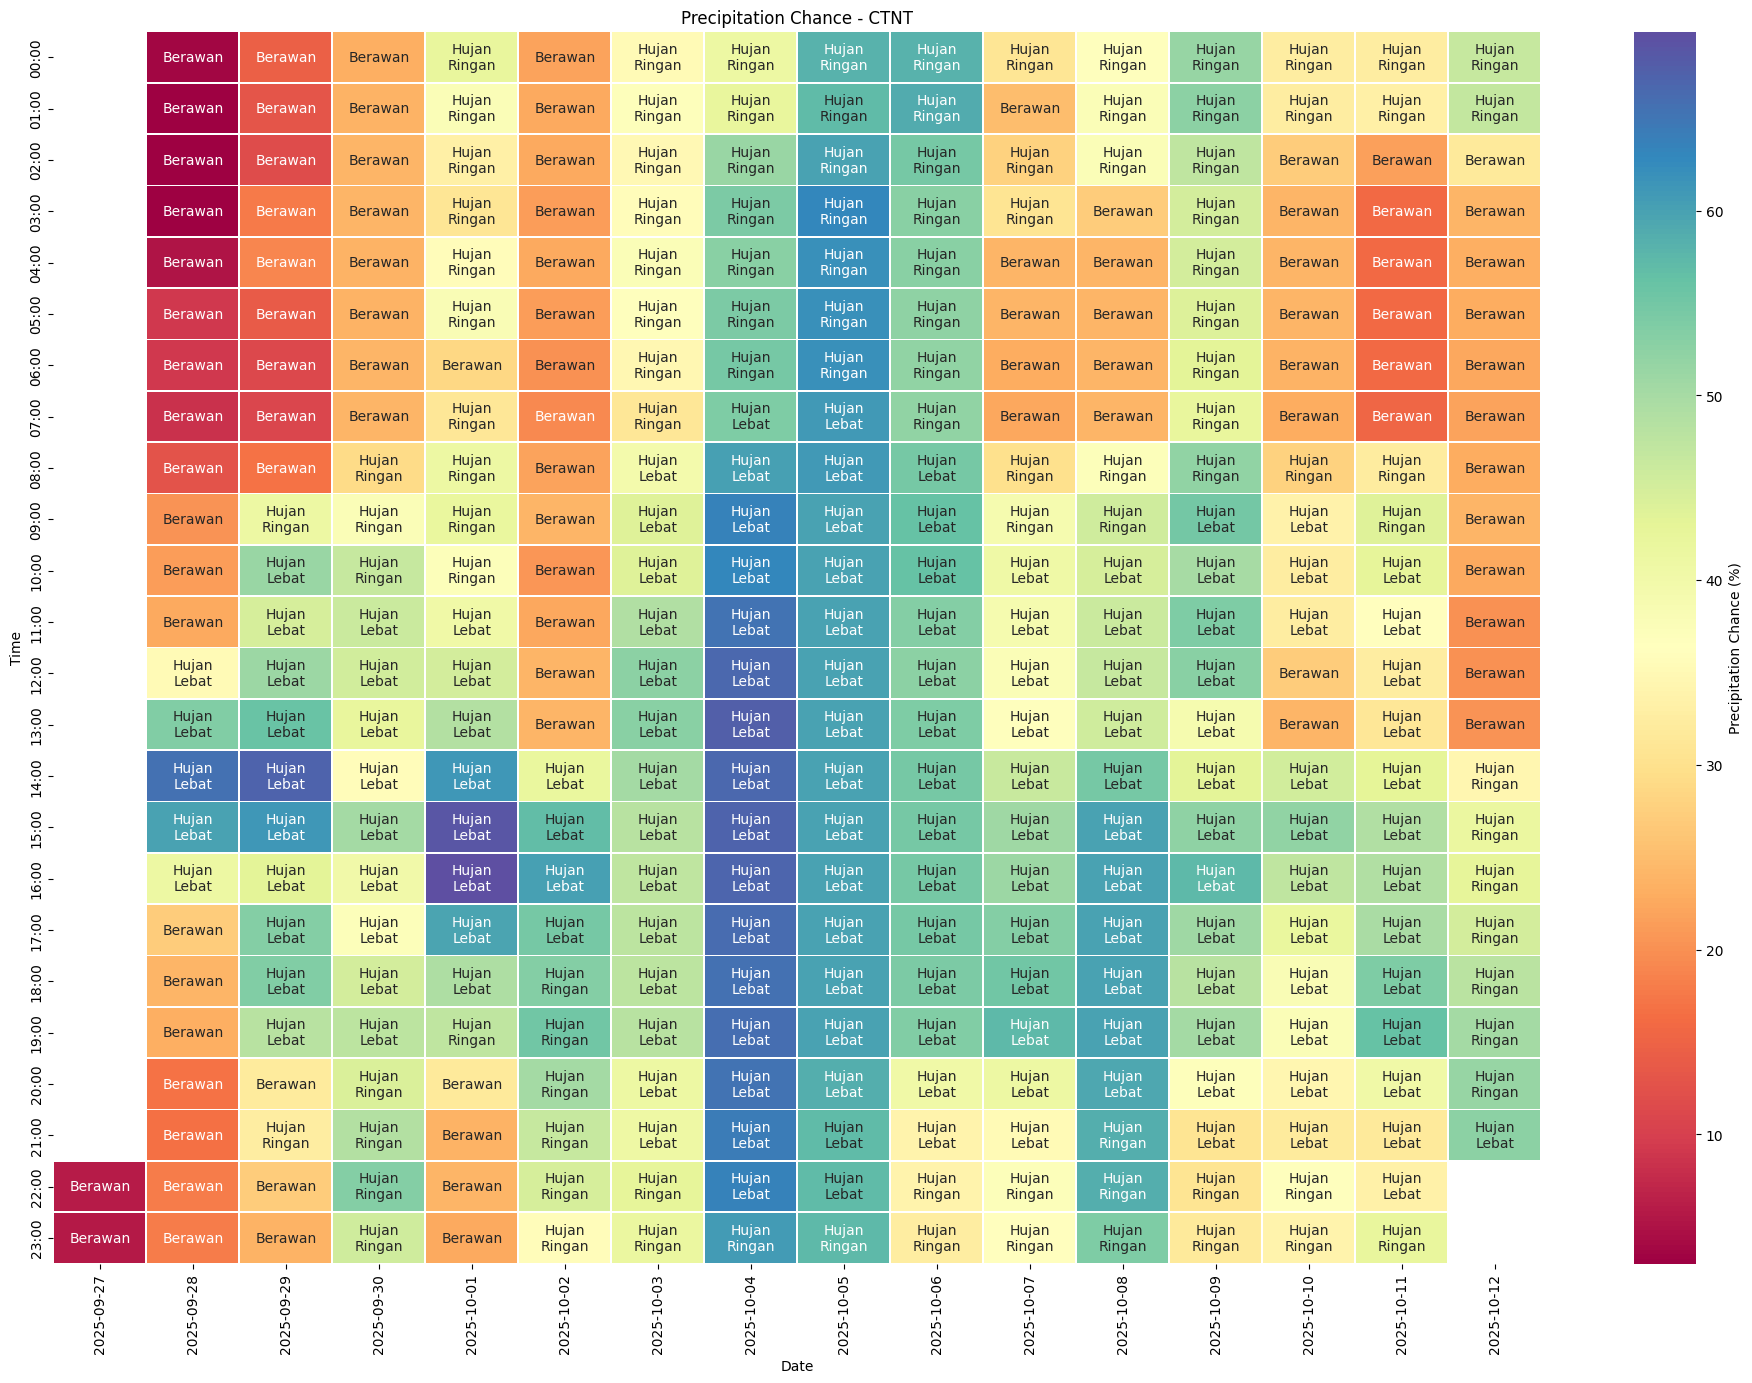 Precipitation Chance - CTNT
00:00 Berawan Berawan Berawan Hujan Ringan Berawan Hujan Ringan Hujan Ringan Hujan Ringan Hujan Ringan Hujan Ringan Hujan Ringan Hujan Ringan Hujan Ringan Hujan Ringan Hujan Ringan
01:00 Berawan Berawan Berawan Hujan Ringan Berawan Hujan Ringan Hujan Ringan Hujan Ringan Hujan Ringan Berawan Hujan Ringan Hujan Ringan Hujan Ringan Hujan Ringan Hujan Ringan
02:00 Berawan Berawan Berawan Hujan Ringan Berawan Hujan Ringan Hujan Ringan Hujan Ringan Hujan Ringan Hujan Ringan Hujan Ringan Hujan Ringan Berawan Berawan Berawan
03:00 Berawan Berawan Berawan Hujan Ringan Berawan Hujan Ringan Hujan Ringan Hujan Ringan Hujan Ringan Hujan Ringan Berawan Hujan Ringan Berawan Berawan Berawan
04:00 Berawan Berawan Berawan Hujan Ringan Berawan Hujan Ringan Hujan Ringan Hujan Ringan Hujan Ringan Berawan Berawan Hujan Ringan Berawan Berawan Berawan
05:00 Berawan Berawan Berawan Hujan Ringan Berawan Hujan Ringan Hujan Ringan Hujan Ringan Hujan Ringan Berawan Berawan Hujan Ringan Berawan Berawan Berawan
06:00 Berawan Berawan Berawan Berawan Berawan Hujan Ringan Hujan Ringan Hujan Ringan Hujan Ringan Berawan Berawan Hujan Ringan Berawan Berawan Berawan
07:00 Berawan Berawan Berawan Hujan Ringan Berawan Hujan Ringan Hujan Lebat Hujan Lebat Hujan Ringan Berawan Berawan Hujan Ringan Berawan Berawan Berawan
08:00 Berawan Berawan Hujan Ringan Hujan Ringan Berawan Hujan Lebat Hujan Lebat Hujan Lebat Hujan Lebat Hujan Ringan Hujan Ringan Hujan Ringan Hujan Ringan Hujan Ringan Berawan
09:00 Berawan Hujan Ringan Hujan Ringan Hujan Ringan Berawan Hujan Lebat Hujan Lebat Hujan Lebat Hujan Lebat Hujan Ringan Hujan Ringan Hujan Lebat Hujan Lebat Hujan Ringan Berawan
10:00 Berawan Hujan Lebat Hujan Ringan Hujan Ringan Berawan Hujan Lebat Hujan Lebat Hujan Lebat Hujan Lebat Hujan Lebat Hujan Lebat Hujan Lebat Hujan Lebat Hujan Lebat Berawan
11:00 Berawan Hujan Lebat Hujan Lebat Hujan Lebat Berawan Hujan Lebat Hujan Lebat Hujan Lebat Hujan Lebat Hujan Lebat Hujan Lebat Hujan Lebat Hujan Lebat Hujan Lebat Berawan
12:00 Hujan Lebat Hujan Lebat Hujan Lebat Hujan Lebat Berawan Hujan Lebat Hujan Lebat Hujan Lebat Hujan Lebat Hujan Lebat Hujan Lebat Hujan Lebat Berawan Hujan Lebat Berawan
13:00 Hujan Lebat Hujan Lebat Hujan Lebat Hujan Lebat Berawan Hujan Lebat Hujan Lebat Hujan Lebat Hujan Lebat Hujan Lebat Hujan Lebat Hujan Lebat Berawan Hujan Lebat Berawan
14:00 Hujan Lebat Hujan Lebat Hujan Lebat Hujan Lebat Hujan Lebat Hujan Lebat Hujan Lebat Hujan Lebat Hujan Lebat Hujan Lebat Hujan Lebat Hujan Lebat Hujan Lebat Hujan Lebat Hujan Ringan
15:00 Hujan Lebat Hujan Lebat Hujan Lebat Hujan Lebat Hujan Lebat Hujan Lebat Hujan Lebat Hujan Lebat Hujan Lebat Hujan Lebat Hujan Lebat Hujan Lebat Hujan Lebat Hujan Lebat Hujan Ringan
16:00 Hujan Lebat Hujan Lebat Hujan Lebat Hujan Lebat Hujan Lebat Hujan Lebat Hujan Lebat Hujan Lebat Hujan Lebat Hujan Lebat Hujan Lebat Hujan Lebat Hujan Lebat Hujan Lebat Hujan Ringan
17:00 Berawan Hujan Lebat Hujan Lebat Hujan Lebat Hujan Lebat Hujan Lebat Hujan Lebat Hujan Lebat Hujan Lebat Hujan Lebat Hujan Lebat Hujan Lebat Hujan Lebat Hujan Lebat Hujan Ringan
18:00 Berawan Hujan Lebat Hujan Lebat Hujan Lebat Hujan Ringan Hujan Lebat Hujan Lebat Hujan Lebat Hujan Lebat Hujan Lebat Hujan Lebat Hujan Lebat Hujan Lebat Hujan Lebat Hujan Ringan
19:00 Berawan Hujan Lebat Hujan Lebat Hujan Ringan Hujan Ringan Hujan Lebat Hujan Lebat Hujan Lebat Hujan Lebat Hujan Lebat Hujan Lebat Hujan Lebat Hujan Lebat Hujan Lebat Hujan Ringan
20:00 Berawan Berawan Hujan Ringan Berawan Hujan Ringan Hujan Lebat Hujan Lebat Hujan Lebat Hujan Lebat Hujan Lebat Hujan Lebat Hujan Lebat Hujan Lebat Hujan Lebat Hujan Ringan
21:00 Berawan Hujan Ringan Hujan Ringan Berawan Hujan Ringan Hujan Lebat Hujan Lebat Hujan Lebat Hujan Lebat Hujan Lebat Hujan Ringan Hujan Lebat Hujan Lebat Hujan Lebat Hujan Lebat
22:00 Berawan Berawan Berawan Hujan Ringan Berawan Hujan Ringan Hujan Ringan Hujan Lebat Hujan Lebat Hujan Ringan Hujan Ringan Hujan Ringan Hujan Ringan Hujan Ringan Hujan Lebat
23:00 Berawan Berawan Berawan Hujan Ringan Berawan Hujan Ringan Hujan Ringan Hujan Ringan Hujan Ringan Hujan Ringan Hujan Ringan Hujan Ringan Hujan Ringan Hujan Ringan Hujan Ringan
2025-09-27 2025-09-28 2025-09-29 2025-09-30 2025-10-01 2025-10-02 2025-10-03 2025-10-04 2025-10-05 2025-10-06 2025-10-07 2025-10-08 2025-10-09 2025-10-10 2025-10-11 2025-10-12
Date
Time
60
50
40
30
20
10
Precipitation Chance (%)